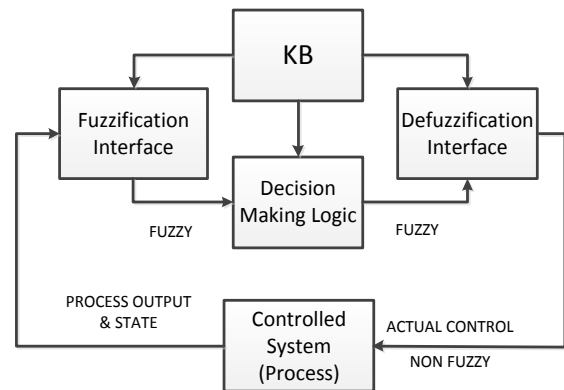 KB
Fuzzification
Interface
Defuzzification
Interface
Decision
Making Logic
FUZZY
FUZZY
PROCESS OUTPUT
& STATE
Controlled
System
(Process)
ACTUAL CONTROL
NON FUZZY